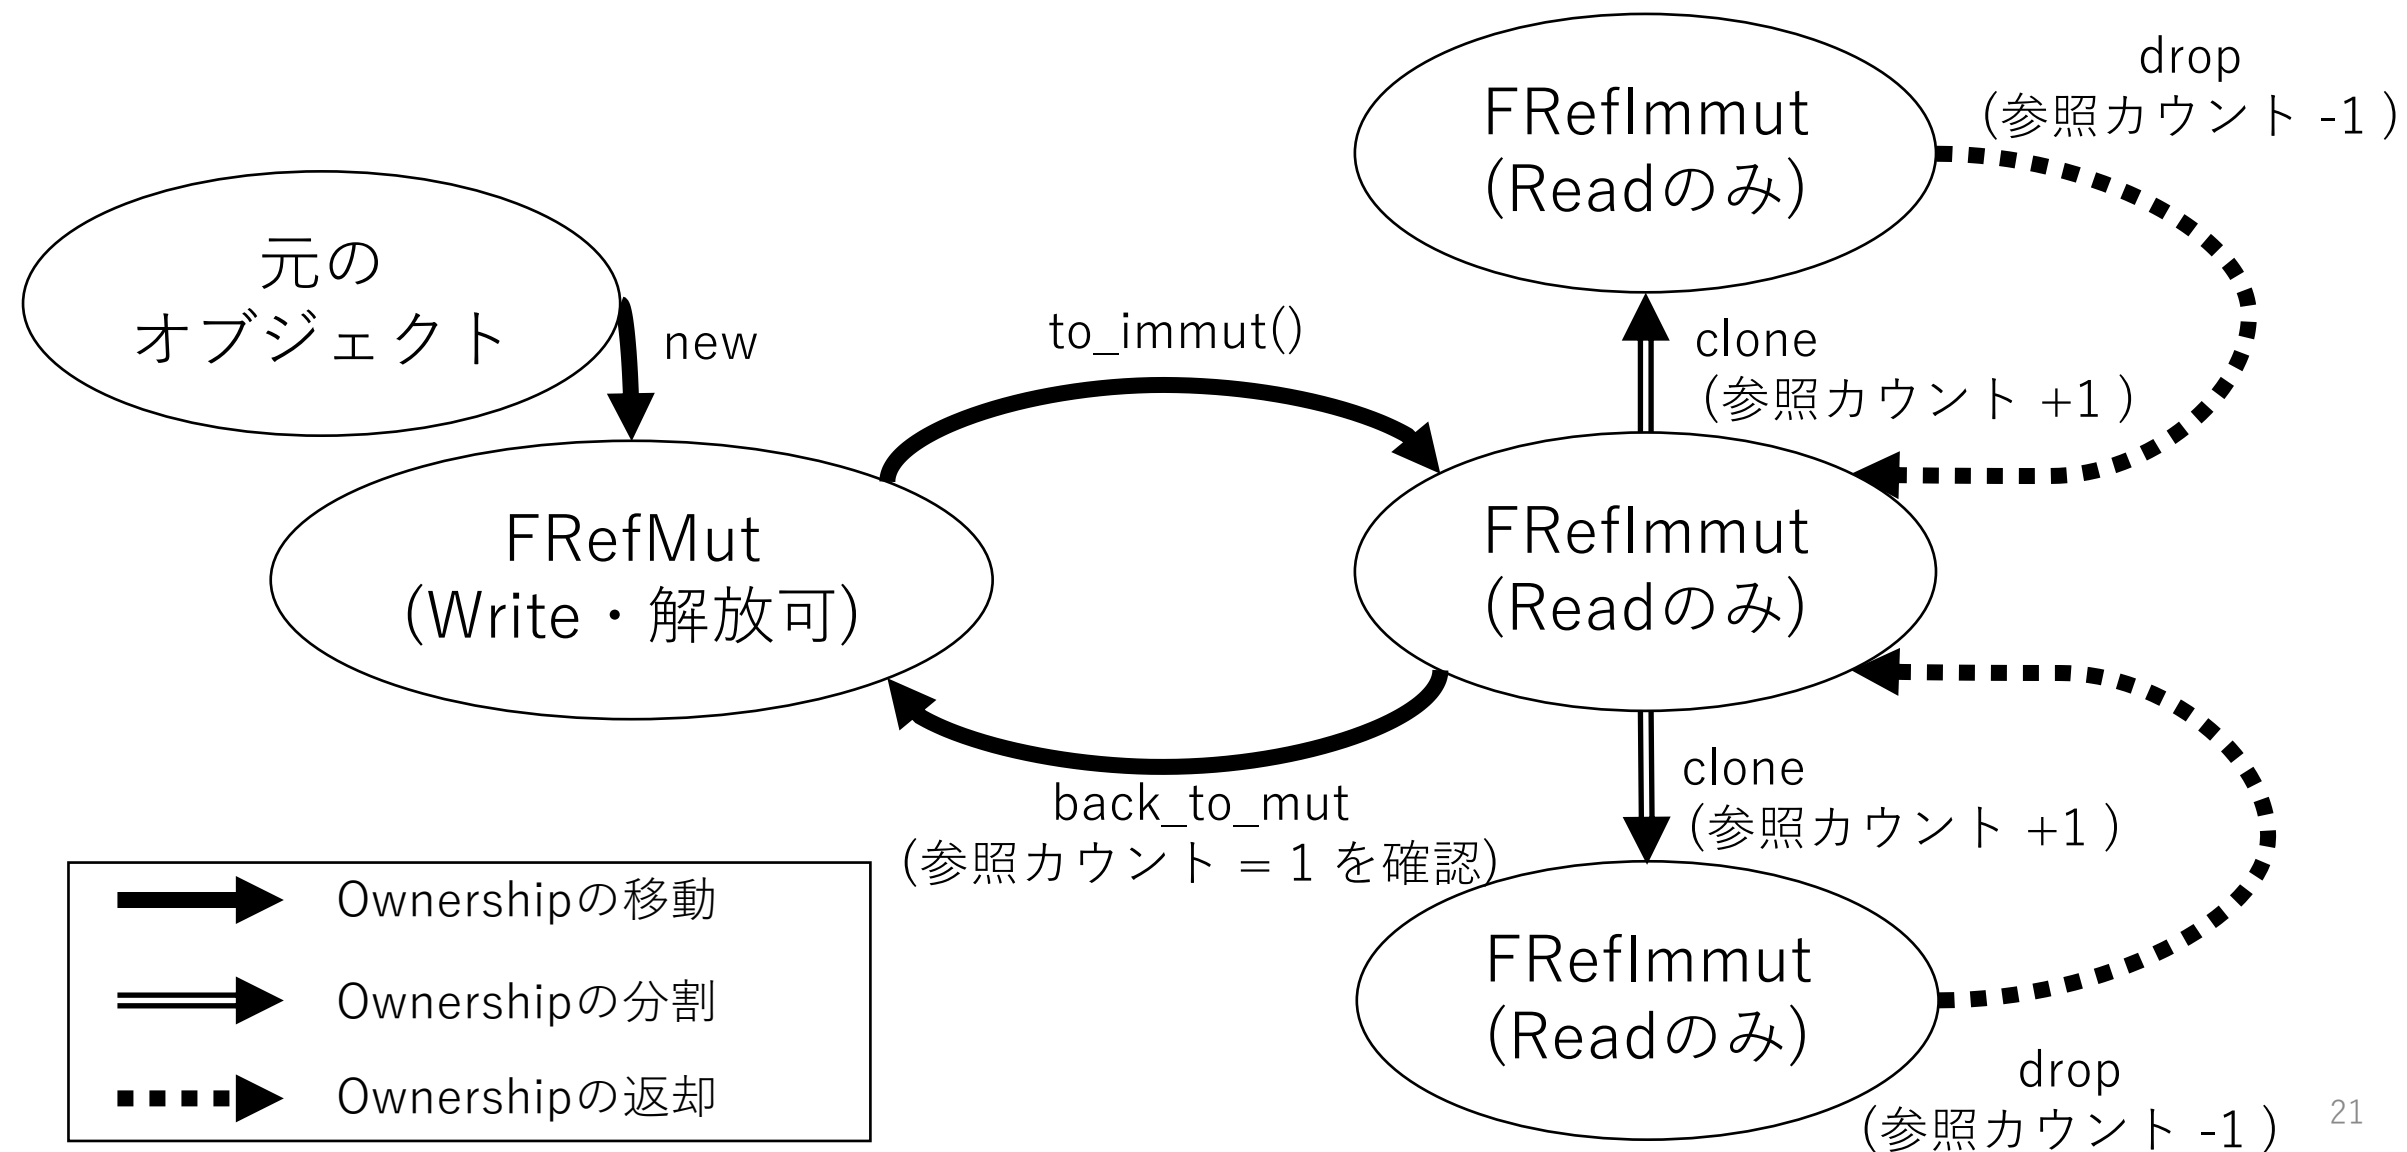 元の
オブジェクト
new
FRefMut
(Write・解放可)
to_immut()
back_to_mut
(参照カウント = 1 を確認)
FRefImmut
(Readのみ)
drop
(参照カウント -1 )
clone
(参照カウント +1 )
FRefImmut
(Readのみ)
clone
(参照カウント +1 )
FRefImmut
(Readのみ)
drop
(参照カウント -1 )
Ownershipの移動
Ownershipの分割
Ownershipの返却
21